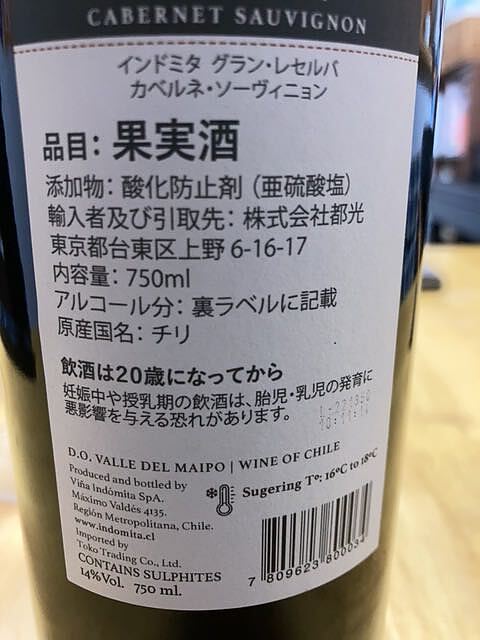 CABERNET SAUVIGNON
インドミタ グラン・レセルバ
カベルネ・ソーヴィニョン
品目: 果実酒
添加物: 酸化防止剤 (亜硫酸塩)
輸入者及び引取先: 株式会社都光
東京都台東区上野 6-16-17
内容量: 750ml
アルコール分: 裏ラベルに記載
原産国名: チリ
飲酒は20歳になってから
妊娠中や授乳期の飲酒は、胎児・乳児の発育に
悪影響を与える恐れがあります。
D.O. VALLE DEL MAIPO | WINE OF CHILE
Produced and bottled by
Viña Indómita SpA.
Máximo Valdés 4135.
Región Metropolitana, Chile.
www.indomita.cl
Imported by
Toko Trading Co., Ltd.
CONTAINS SULPHITES
14%Vol. 750 ml.
Sugering Tº: 16ºC to 18ºC
7 809623 800034